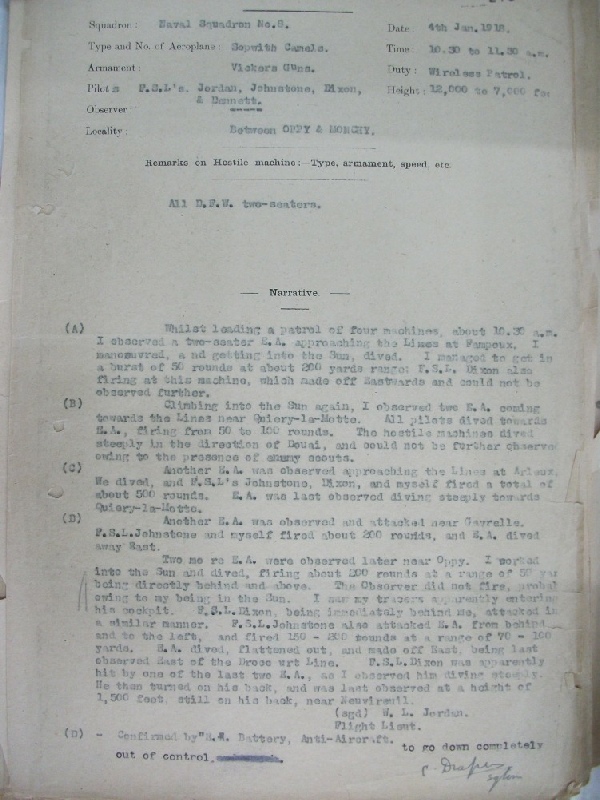 Squadron: Naval Squadron No.8. Date: 4th Jan. 1918.
Type and No. of Aeroplane: Sopwith Camels. Time: 10.30 to 11.30 a.m.
Armament: Vickers Guns. Duty: Wireless Patrol.
Pilots F.S.L's. Jordan, Johnstone, Dixon, Height: 12,000 to 7,000 fe
& Dennett.
Observer
Locality: Between OPPY & MONCHY.
Remarks on Hostile machine:—Type, armament, speed, etc.
All D.F.W. two-seaters.
Narrative.
(A) Whilst leading a patrol of four machines, about 10.30 a.m.
I observed a two-seater E.A. approaching the Lines at Fampoux. I
manoeuvred, a nd getting into the Sun, dived. I managed to get in
a burst of 50 rounds at about 200 yards range; F.S.L. Dixon also
firing at this machine, which made off Eastwards and could not be
observed further.
(B) Climbing into the Sun again, I observed two E.A. coming
towards the Lines near Quiery-la-Motte. All pilots dived towards
E.A., firing from 50 to 100 rounds. The hostile machines dived
steeply in the direction of Douai, and could not be further observed
owing to the presence of enemy scouts.
(C) Another E.A. was observed approaching the Lines at Arleux.
We dived, and F.S.L's Johnstone, Dixon, and myself fired a total of
about 500 rounds. E.A. was last observed diving steeply towards
Quiery-la-Motte.
(D) Another E.A. was observed and attacked near Gavrelle.
F.S.L.Johnstone and myself fired about 200 rounds, and E.A. dived
away East.
Two mo re E.A. were observed later near Oppy. I worked
into the Sun and dived, firing about 200 rounds at a range of 50 yar
being directly behind and above. The Observer did not fire, probab
owing to my being in the Sun. I saw my tracers apparently entering
his cockpit. F.S.L.Dixon, being immediately behind me, attacked in
a similar manner. F.S.L.Johnstone also attacked E.A. from behind
and to the left, and fired 150 - 200 rounds at a range of 70 - 100
yards. E.A. dived, flattened out, and made off East, being last
observed East of the Line. F.S.L.Dixon was apparently
hit by one of the last two E.A., as I observed him diving steeply.
He then turned on his back, and was last observed at a height of
1,500 feet, still on his back, near Neuvireuil.
(sgd) W. L. Jordan.
Flight Lieut.
(D) - Confirmed by Battery, Anti-Aircraft. to go down completely
out of control.
C. Draper